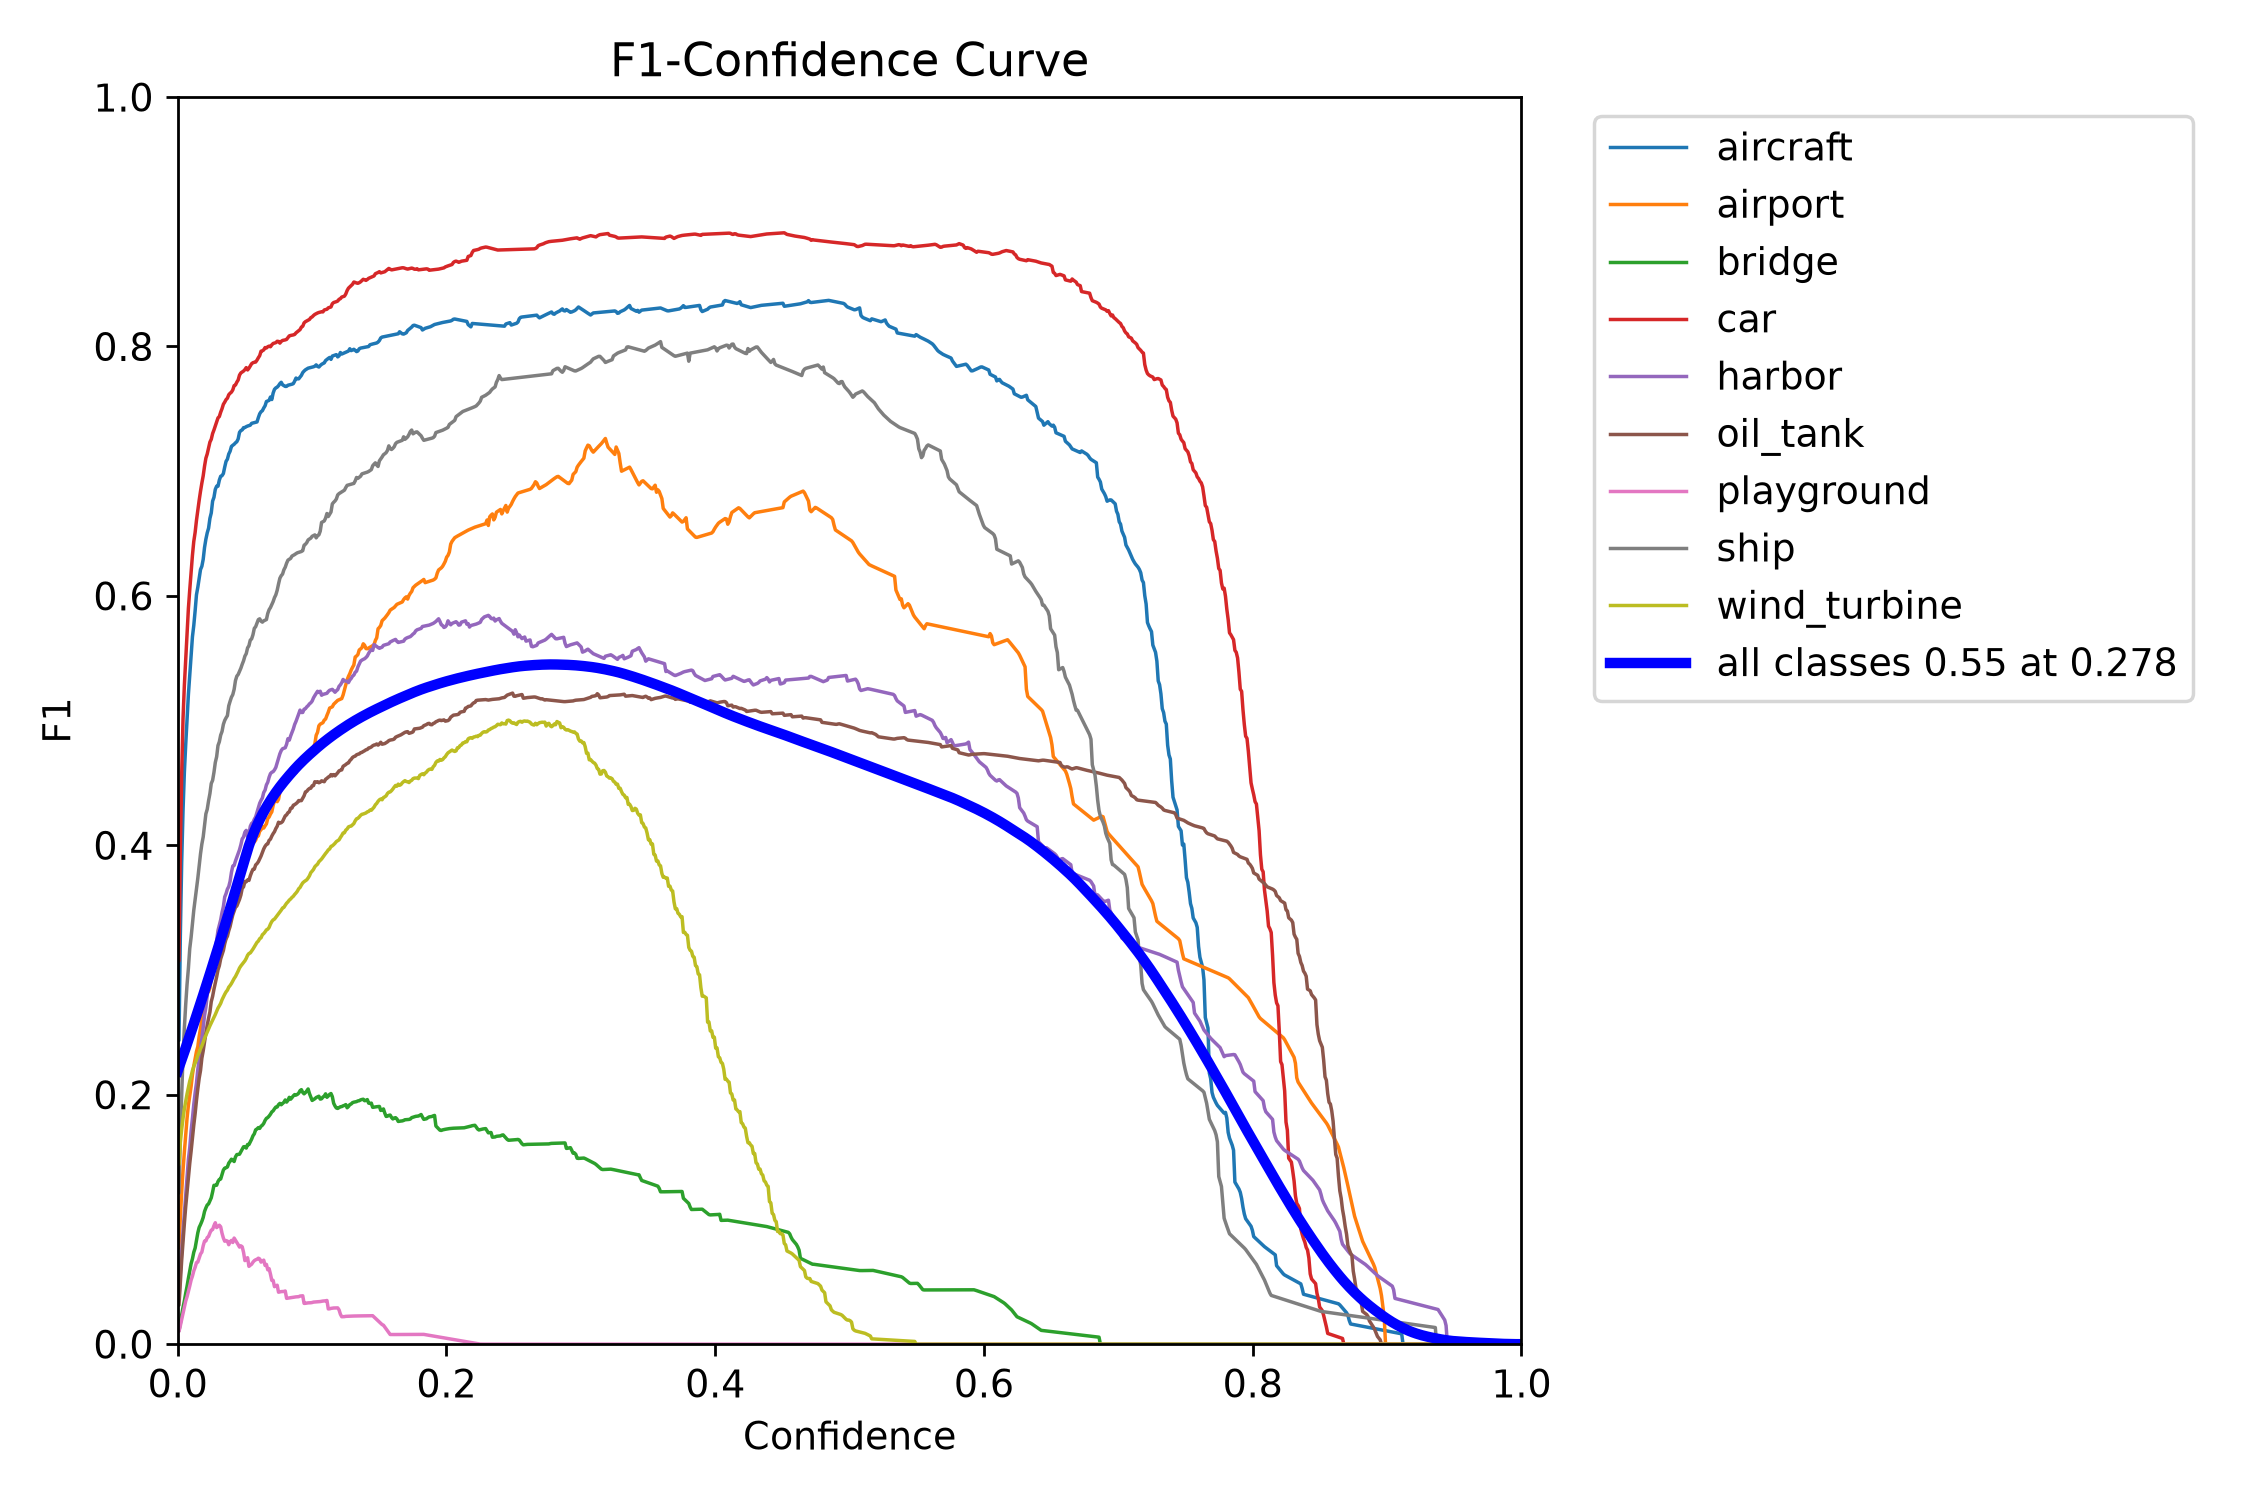 F1-Confidence Curve
1.0
0.8
0.6
0.4
0.2
0.0
F1
0.0 0.2 0.4 0.6 0.8 1.0
Confidence
aircraft
airport
bridge
car
harbor
oil_tank
playground
ship
wind_turbine
all classes 0.55 at 0.278